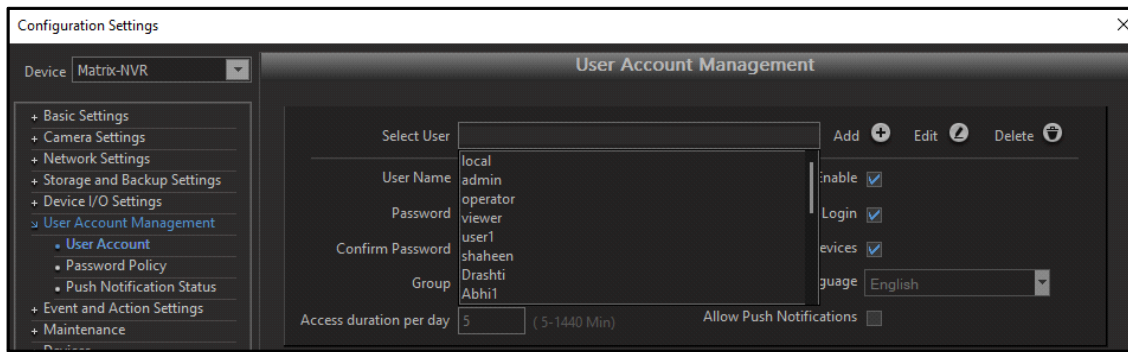 Configuration Settings
Device Matrix-NVR
User Account Management
+ Basic Settings
+ Camera Settings
+ Network Settings
+ Storage and Backup Settings
+ Device I/O Settings
User Account Management
• User Account
• Password Policy
• Push Notification Status
+ Event and Action Settings
+ Maintenance
Select User Add Edit Delete
local
admin
operator
viewer
user1
shaheen
Drashti
Abhi1
User Name
Password
Confirm Password
Group
Access duration per day 5 ( 5-1440 Min)
Login
English
Allow Push Notifications